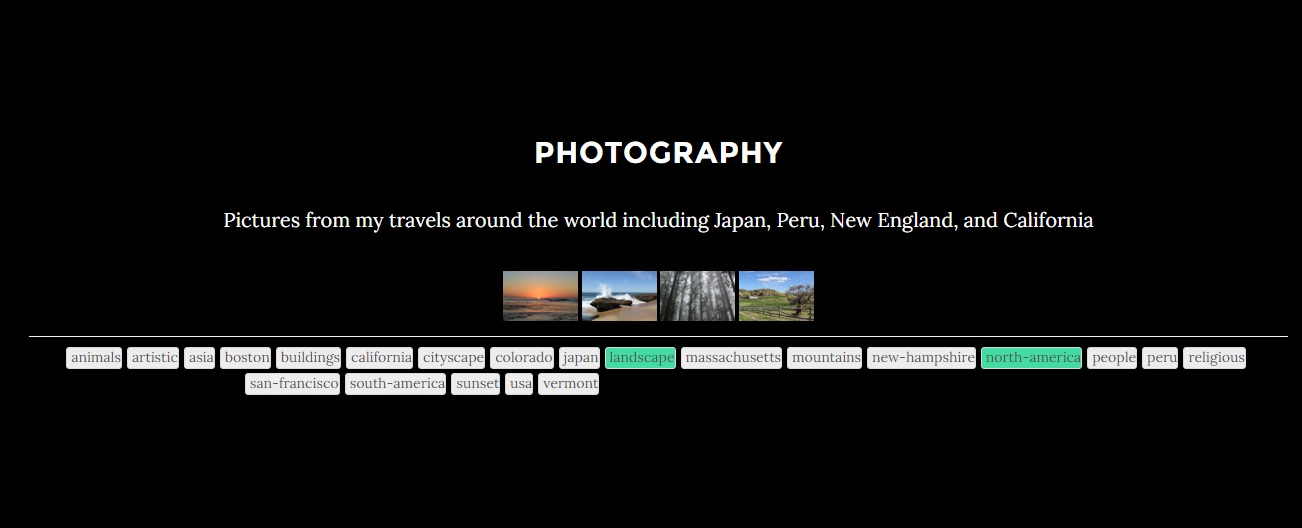 PHOTOGRAPHY
Pictures from my travels around the world including Japan, Peru, New England, and California
animals artistic asia boston buildings california cityscape colorado japan landscape massachusetts mountains new-hampshire north-america people peru religious
san-francisco south-america sunset usa vermont